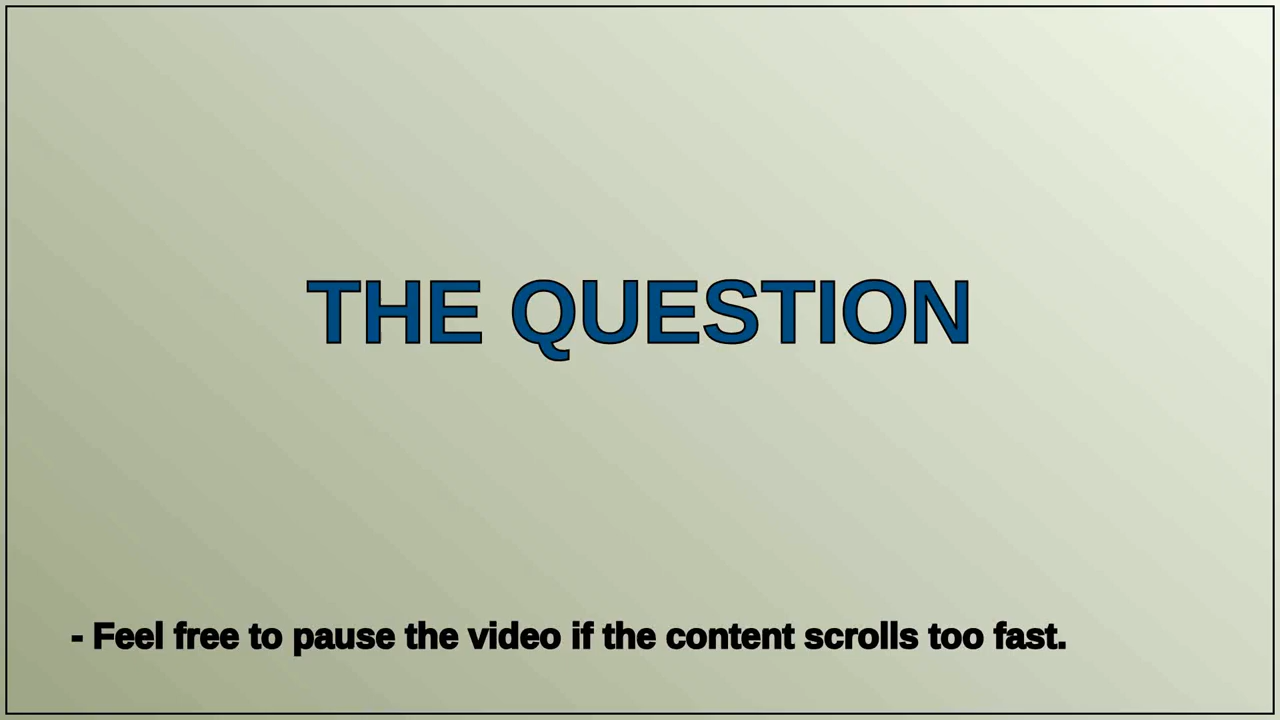 THE QUESTION
- Feel free to pause the video if the content scrolls too fast.